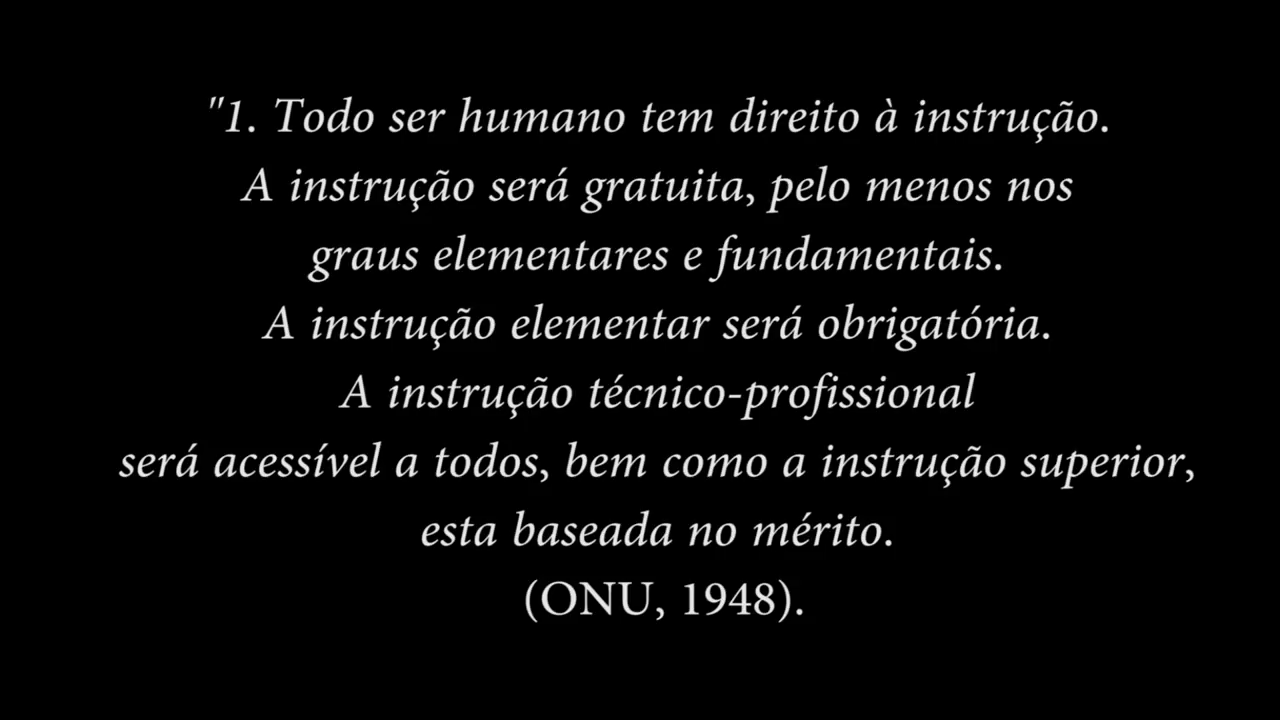 "1. Todo ser humano tem direito à instrução.
A instrução será gratuita, pelo menos nos
graus elementares e fundamentais.
A instrução elementar será obrigatória.
A instrução técnico-profissional
será acessível a todos, bem como a instrução superior,
esta baseada no mérito.
(ONU, 1948).